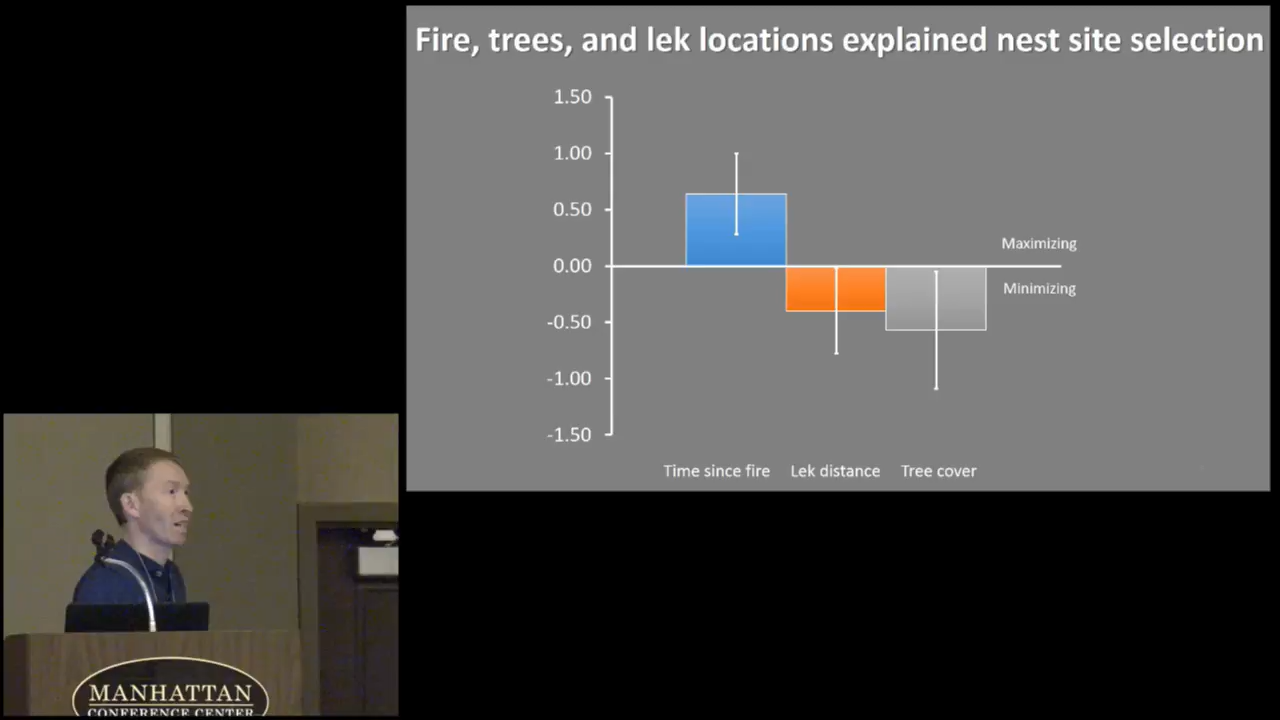 Fire, trees, and lek locations explained nest site selection
1.50
1.00
0.50
0.00
-0.50
-1.00
-1.50
Maximizing
Minimizing
Time since fire Lek distance Tree cover
MANHATTAN
CONFERENCE CENTER